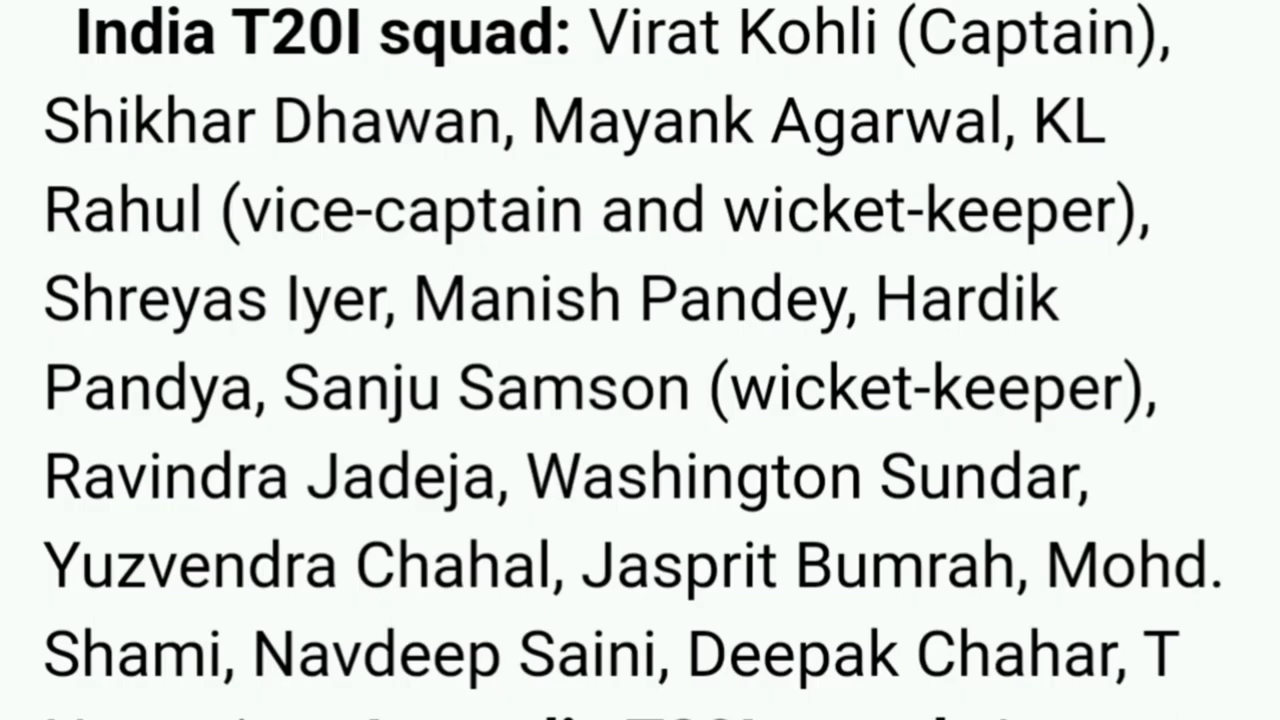 India T20I squad: Virat Kohli (Captain),
Shikhar Dhawan, Mayank Agarwal, KL
Rahul (vice-captain and wicket-keeper),
Shreyas Iyer, Manish Pandey, Hardik
Pandya, Sanju Samson (wicket-keeper),
Ravindra Jadeja, Washington Sundar,
Yuzvendra Chahal, Jasprit Bumrah, Mohd.
Shami, Navdeep Saini, Deepak Chahar, T